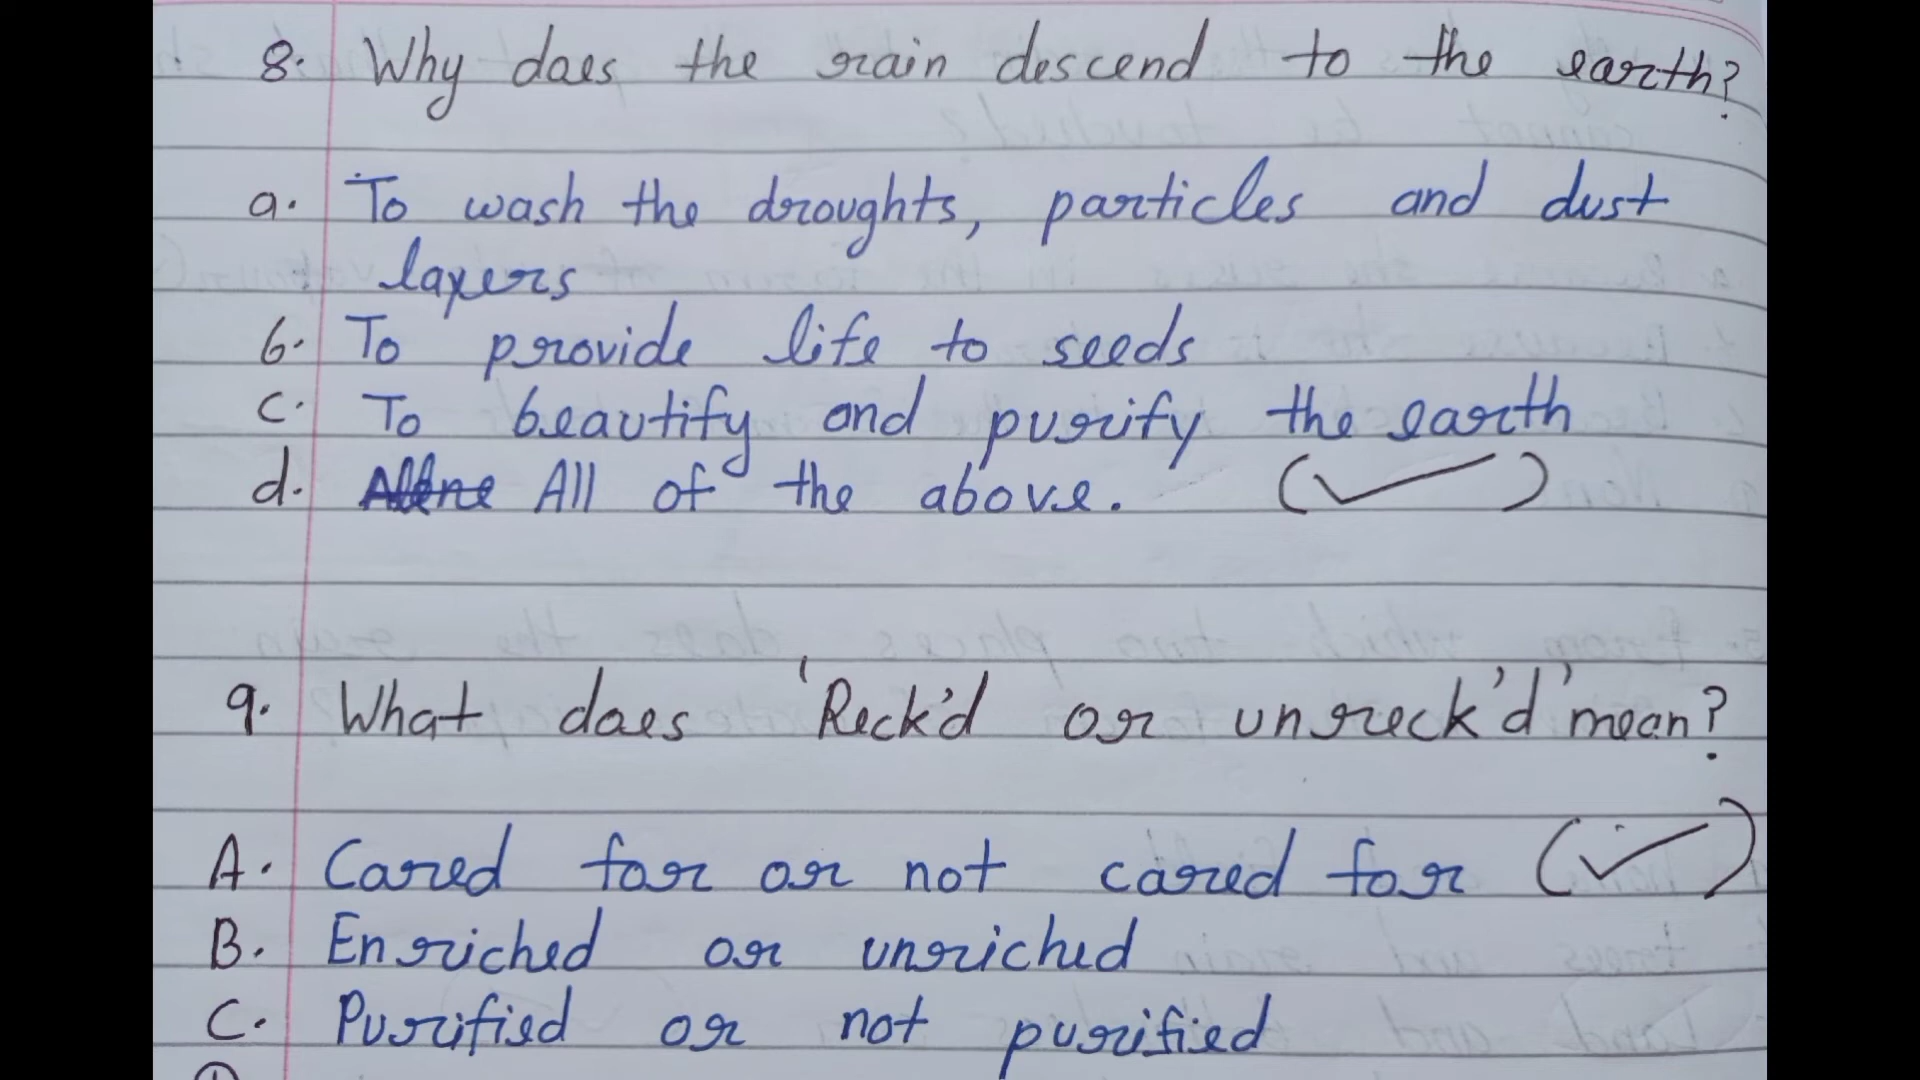 8. Why does the rain descend to the earth?
a. To wash the droughts, particles and dust
layers
b. To provide life to seeds
c. To beautify and purify the earth
d. All of the above. (✓)
9. What does 'Reck'd or unreck'd' mean?
A. Cared for or not cared for (✓)
B. Enriched or unriched
C. Purified or not purified